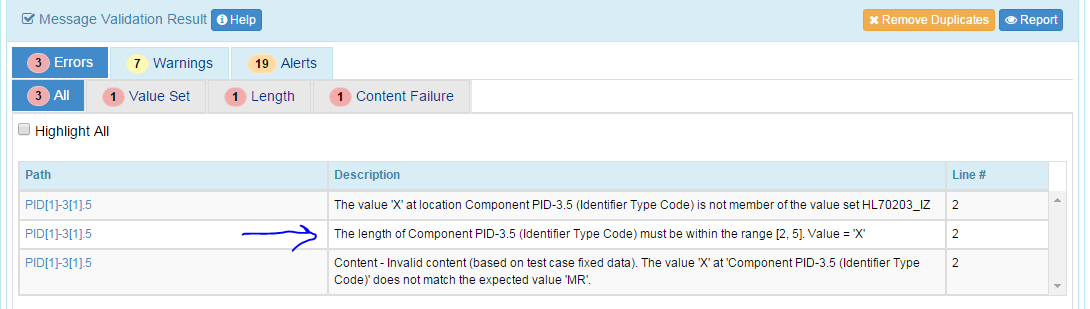 Message Validation Result Help
Remove Duplicates Report
3 Errors 7 Warnings 19 Alerts
3 All 1 Value Set 1 Length 1 Content Failure
Highlight All
Path Description Line #
PID[1]-3[1].5 The value 'X' at location Component PID-3.5 (Identifier Type Code) is not member of the value set HL70203_IZ 2
PID[1]-3[1].5 The length of Component PID-3.5 (Identifier Type Code) must be within the range [2, 5]. Value = 'X' 2
PID[1]-3[1].5 Content - Invalid content (based on test case fixed data). The value 'X' at 'Component PID-3.5 (Identifier Type 2
Code)' does not match the expected value 'MR'.